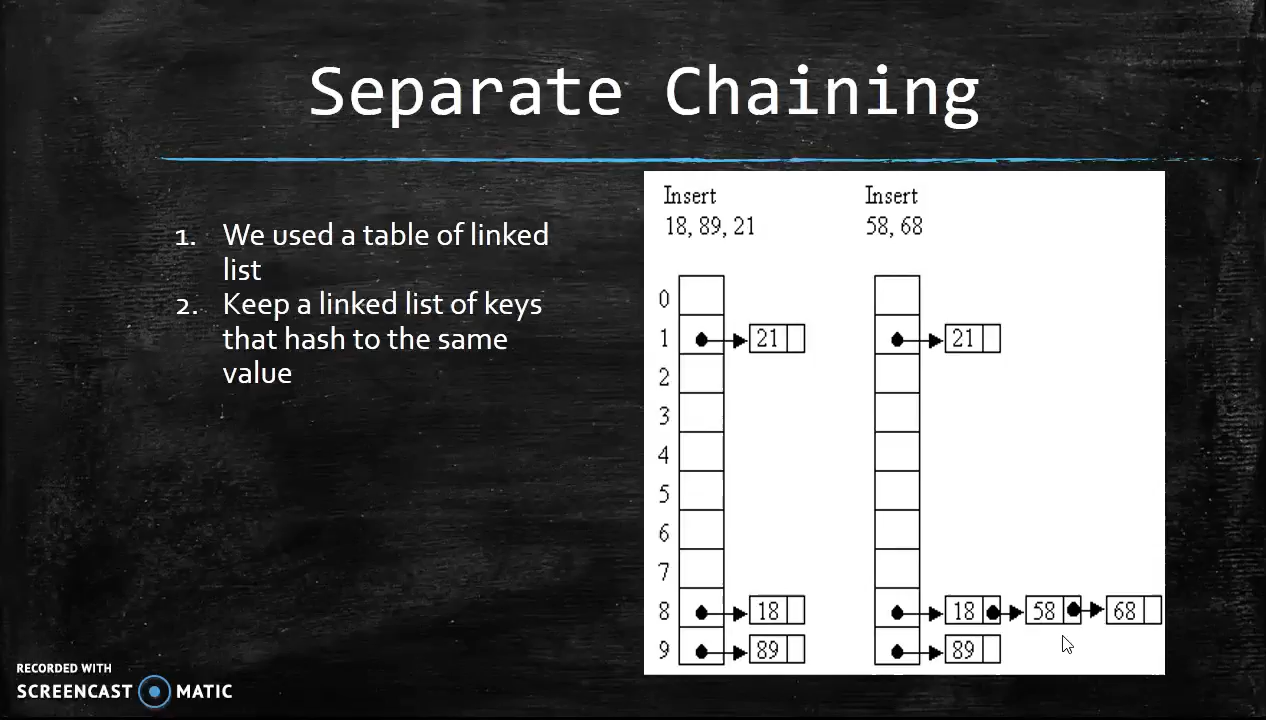 Separate Chaining
1. We used a table of linked
list
2. Keep a linked list of keys
that hash to the same
value
Insert
18, 89, 21
Insert
58, 68
0
1 21 21
2
3
4
5
6
7
8 18 18 58 68
9 89 89
RECORDED WITH
SCREENCAST MATIC